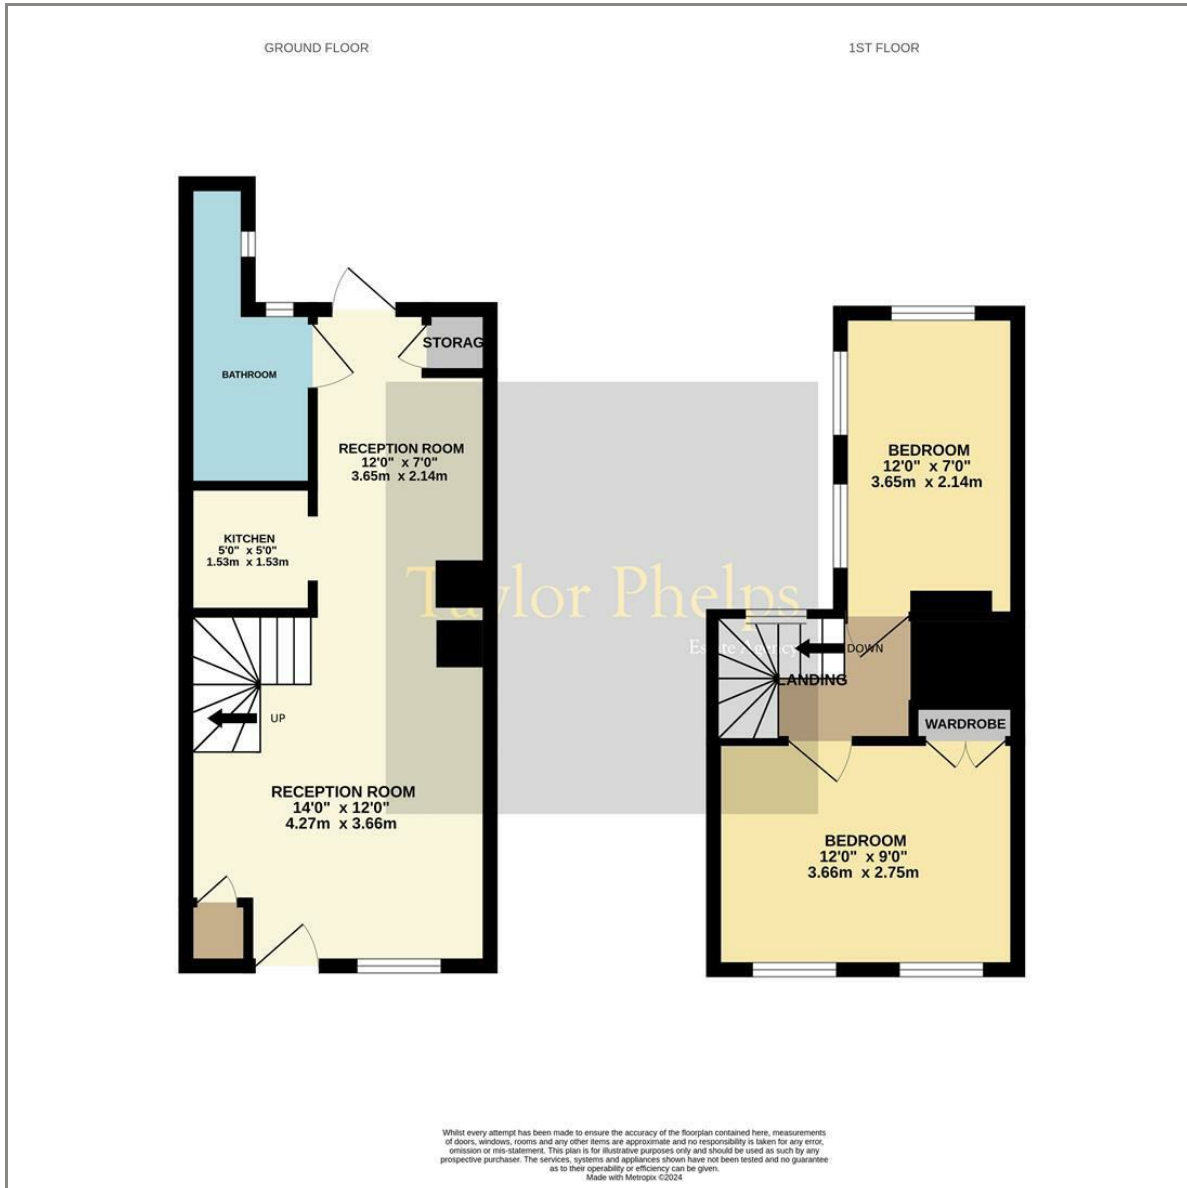 GROUND FLOOR
1ST FLOOR
STORAG
BATHROOM
RECEPTION ROOM
12'0" x 7'0"
3.65m x 2.14m
KITCHEN
5'0" x 5'0"
1.53m x 1.53m
UP
RECEPTION ROOM
14'0" x 12'0"
4.27m x 3.66m
Taylor Phelps
Estate Agency
BEDROOM
12'0" x 7'0"
3.65m x 2.14m
DOWN
LANDING
WARDROBE
BEDROOM
12'0" x 9'0"
3.66m x 2.75m
Whilst every attempt has been made to ensure the accuracy of the floorplan contained here, measurements
of doors, windows, rooms and any other items are approximate and no responsibility is taken for any error,
omission or mis-statement. This plan is for illustrative purposes only and should be used as such by any
prospective purchaser. The services, systems and appliances shown have not been tested and no guarantee
as to their operability or efficiency can be given.
Made with Metropix ©2024